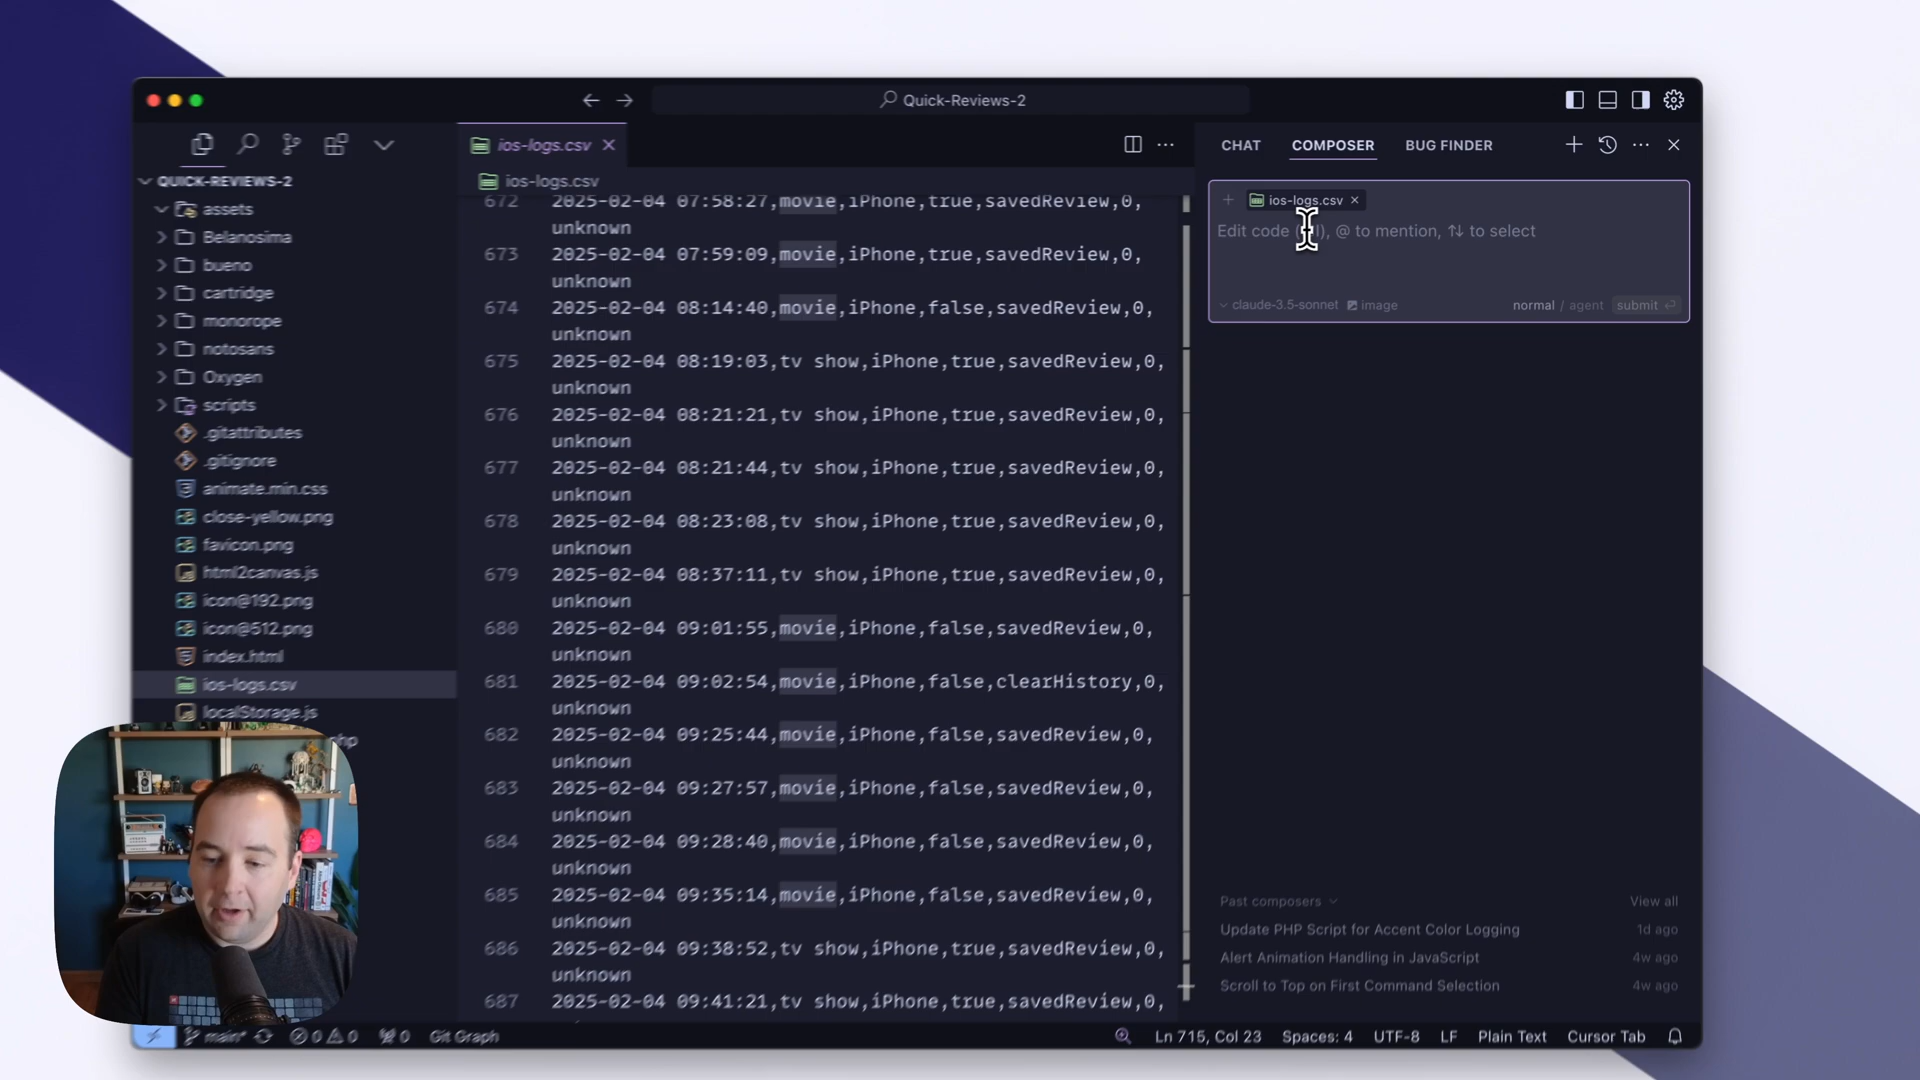 Quick-Reviews-2
QUICK-REVIEWS-2
assets
Belanosima
bueno
cartridge
monorope
notosans
Oxygen
scripts
.gitattributes
.gitignore
animate.min.css
close-yellow.png
favicon.png
html2canvas.js
icon@192.png
icon@512.png
index.html
ios-logs.csv
localStorage.js
php
ios-logs.csv
ios-logs.csv
672 2025-02-04 07:58:27,movie,iPhone,true,savedReview,0,
unknown
673 2025-02-04 07:59:09,movie,iPhone,true,savedReview,0,
unknown
674 2025-02-04 08:14:40,movie,iPhone,false,savedReview,0,
unknown
675 2025-02-04 08:19:03,tv show,iPhone,true,savedReview,0,
unknown
676 2025-02-04 08:21:21,tv show,iPhone,true,savedReview,0,
unknown
677 2025-02-04 08:21:44,tv show,iPhone,true,savedReview,0,
unknown
678 2025-02-04 08:23:08,tv show,iPhone,true,savedReview,0,
unknown
679 2025-02-04 08:37:11,tv show,iPhone,true,savedReview,0,
unknown
680 2025-02-04 09:01:55,movie,iPhone,false,savedReview,0,
unknown
681 2025-02-04 09:02:54,movie,iPhone,false,clearHistory,0,
unknown
682 2025-02-04 09:25:44,movie,iPhone,false,savedReview,0,
unknown
683 2025-02-04 09:27:57,movie,iPhone,false,savedReview,0,
unknown
684 2025-02-04 09:28:40,movie,iPhone,false,savedReview,0,
unknown
685 2025-02-04 09:35:14,movie,iPhone,false,savedReview,0,
unknown
686 2025-02-04 09:38:52,tv show,iPhone,true,savedReview,0,
unknown
687 2025-02-04 09:41:21,tv show,iPhone,true,savedReview,0,
CHAT COMPOSER BUG FINDER
ios-logs.csv
Edit code ( ), @ to mention, ↑↓ to select
claude-3.5-sonnet image normal / agent submit
Past composers View all
Update PHP Script for Accent Color Logging 1d ago
Alert Animation Handling in JavaScript 4w ago
Scroll to Top on First Command Selection 4w ago
main* 0 0 0 Git Graph Ln 715, Col 23 Spaces: 4 UTF-8 LF Plain Text Cursor Tab